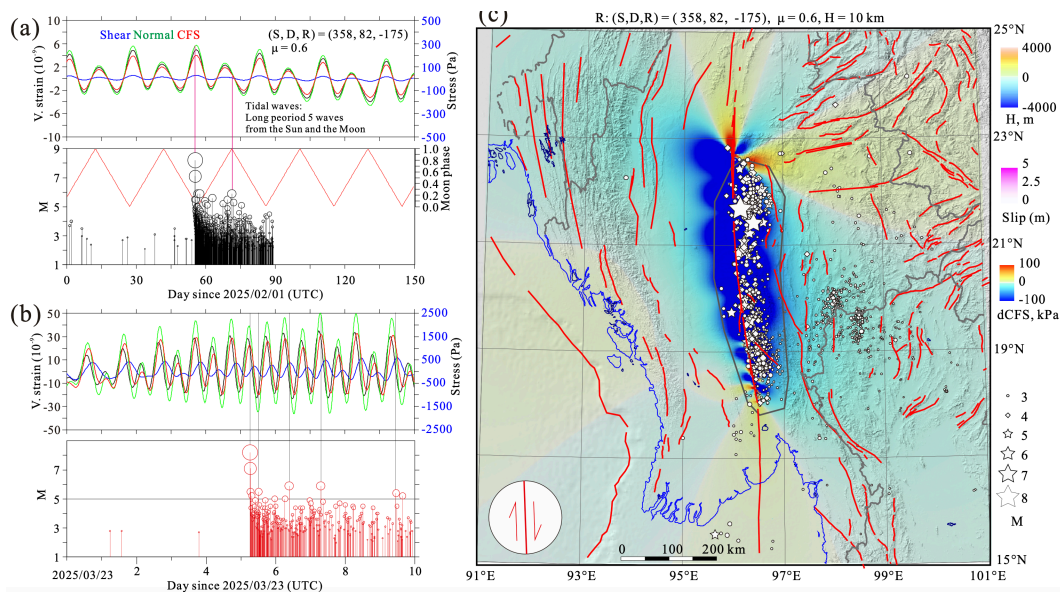 (a)
Shear Normal CFS
(S, D, R) = (358, 82, -175)
μ = 0.6
10
6
2
-2
-6
-10
V. strain (10⁻⁹)
500
300
100
-100
-300
-500
Stress (Pa)
Tidal waves:
Long peoriod 5 waves
from the Sun and the Moon
9
7
5
3
1
M
1.0
0.8
0.6
0.4
0.2
0.0
Moon phase
0 30 60 90 120 150
Day since 2025/02/01 (UTC)
(b)
50
30
10
-10
-30
-50
V. strain (10⁻⁹)
2500
1500
500
-500
-1500
-2500
Stress (Pa)
7
5
3
1
M
2025/03/23 2 4 6 8 10
Day since 2025/03/23 (UTC)
(c)
R: (S,D,R) = (358, 82, -175), μ = 0.6, H = 10 km
25°N
23°N
21°N
19°N
17°N
15°N
91°E 93°E 95°E 97°E 99°E 101°E
0 100 200 km
4000
0
-4000
H, m
5
0
Slip (m)
100
0
-100
dCFS, kPa
3
4
5
6
7
8
M